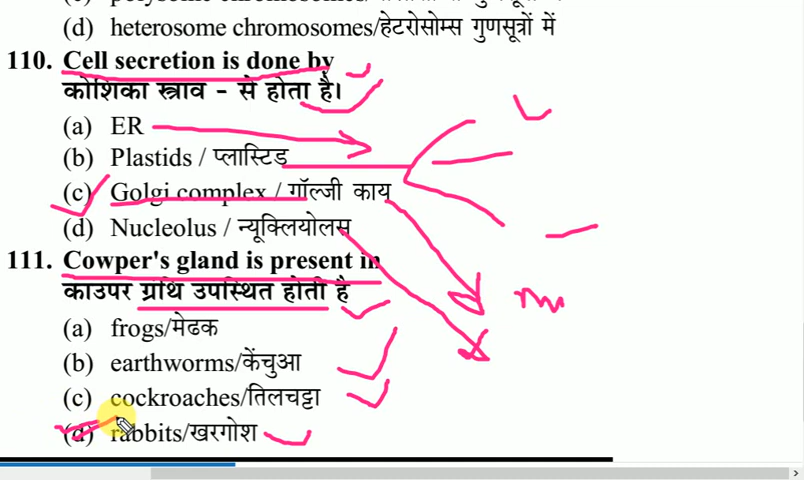 (d) heterosome chromosomes/हेटरोसोम्स गुणसूत्रों में
110. Cell secretion is done by
कोशिका स्त्राव - से होता है।
(a) ER
(b) Plastids / प्लास्टिड
(c) Golgi complex / गॉल्जी काय
(d) Nucleolus / न्यूक्लियोलस
111. Cowper's gland is present in
काउपर ग्रंथि उपस्थित होती है
(a) frogs/मेढक
(b) earthworms/केंचुआ
(c) cockroaches/तिलचट्टा
(d) rabbits/खरगोश